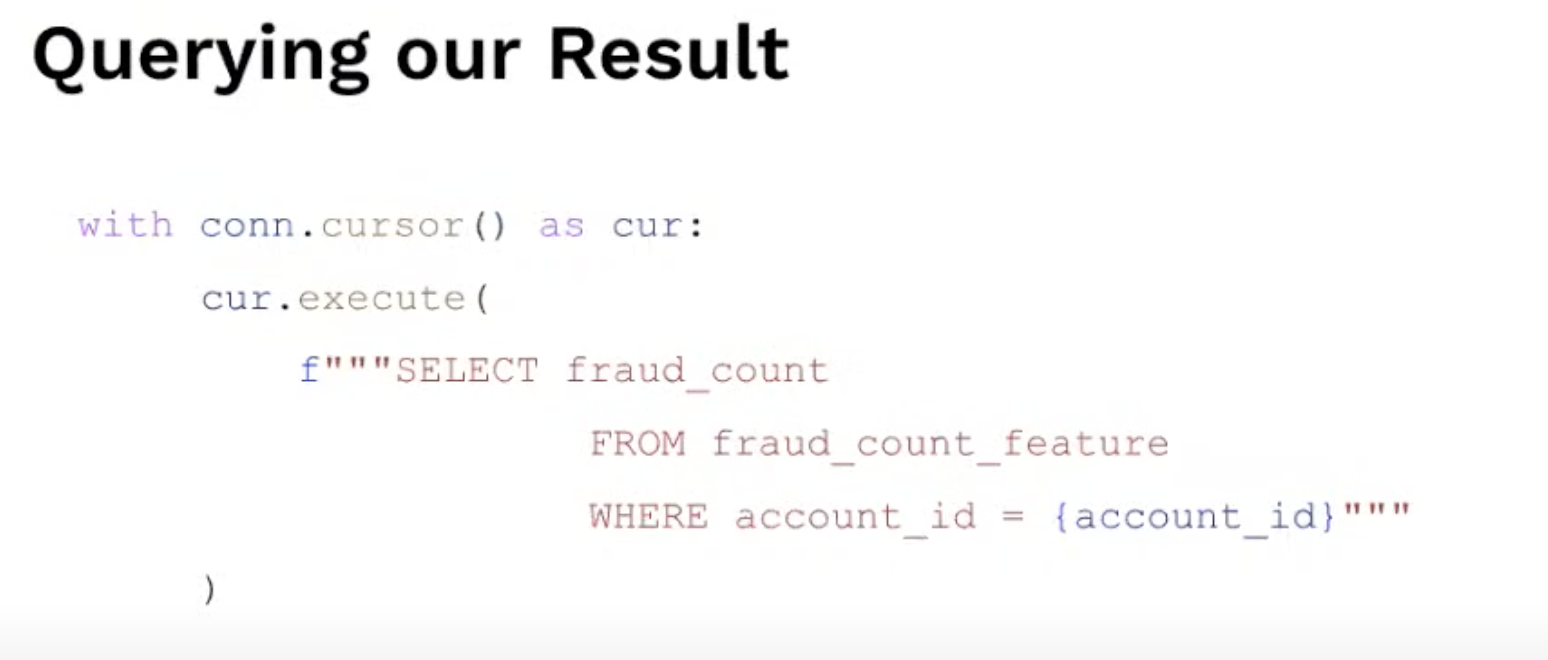 Querying our Result
with conn.cursor() as cur:
cur.execute(
f"""SELECT fraud_count
FROM fraud_count_feature
WHERE account_id = {account_id}"""
)